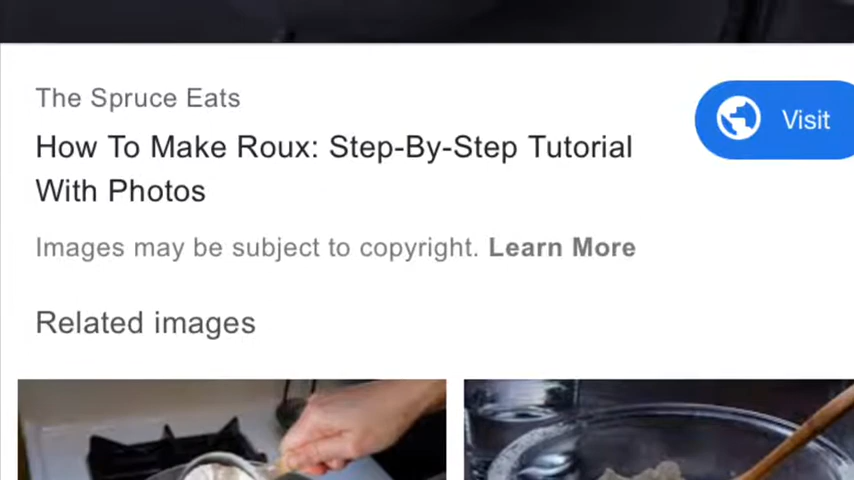 The Spruce Eats
Visit
How To Make Roux: Step-By-Step Tutorial
With Photos
Images may be subject to copyright. Learn More
Related images